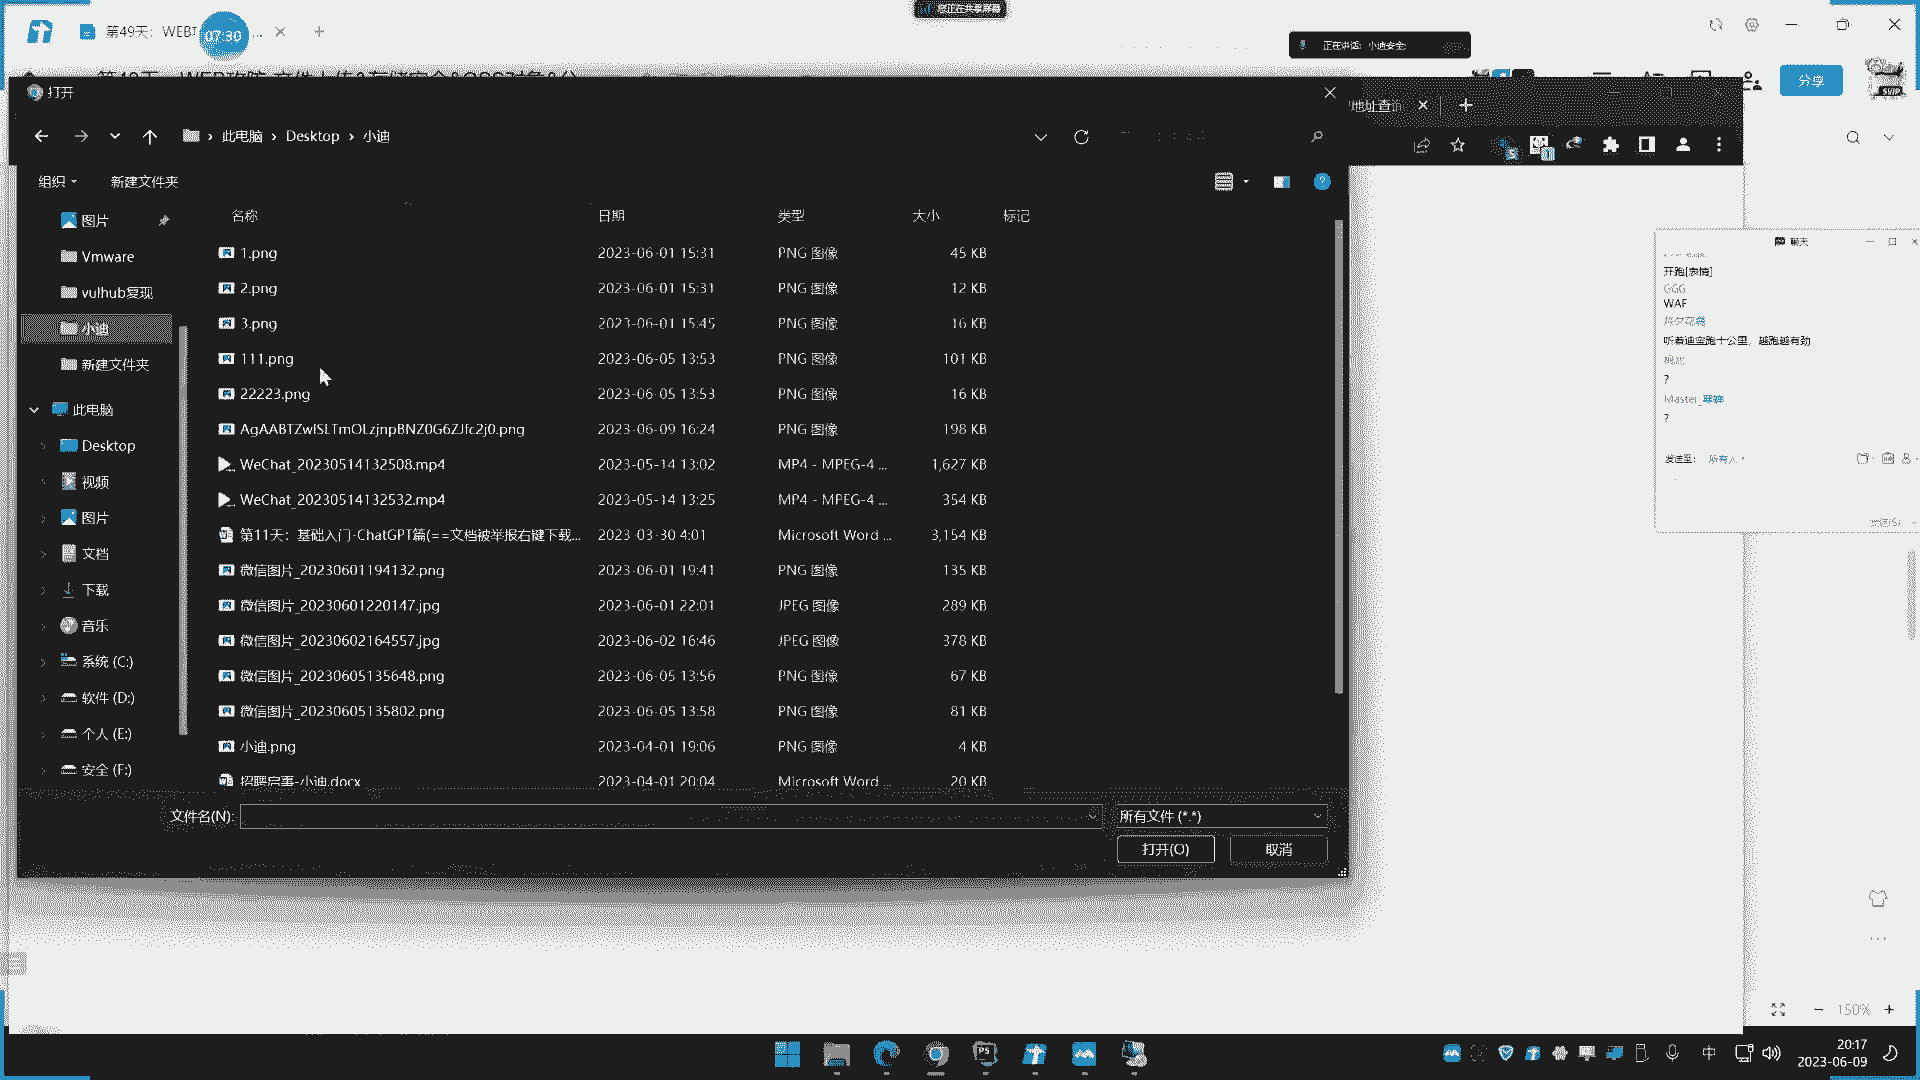 您正在共享屏幕
第49天：WEB
07:30
...
正在讲话: 小迪安全;
分享
SVIP
打开
地址查询
此电脑 › Desktop › 小迪
组织
新建文件夹
名称 日期 类型 大小 标记
图片
Vmware
vulhub复现
小迪
新建文件夹
此电脑
Desktop
视频
图片
文档
下载
音乐
系统 (C:)
软件 (D:)
个人 (E:)
安全 (F:)
1.png 2023-06-01 15:31 PNG 图像 45 KB
2.png 2023-06-01 15:31 PNG 图像 12 KB
3.png 2023-06-01 15:45 PNG 图像 16 KB
111.png 2023-06-05 13:53 PNG 图像 101 KB
22223.png 2023-06-05 13:53 PNG 图像 16 KB
2023-06-09 16:24 PNG 图像 198 KB
WeChat_20230514132508.mp4 2023-05-14 13:02 MP4 - MPEG-4 ... 1,627 KB
WeChat_20230514132532.mp4 2023-05-14 13:25 MP4 - MPEG-4 ... 354 KB
第11天：基础入门-ChatGPT篇(==文档被举报右键下载... 2023-03-30 4:01 Microsoft Word ... 3,154 KB
微信图片_20230601194132.png 2023-06-01 19:41 PNG 图像 135 KB
微信图片_20230601220147.jpg 2023-06-01 22:01 JPEG 图像 289 KB
微信图片_20230602164557.jpg 2023-06-02 16:46 JPEG 图像 378 KB
微信图片_20230605135648.png 2023-06-05 13:56 PNG 图像 67 KB
微信图片_20230605135802.png 2023-06-05 13:58 PNG 图像 81 KB
小迪.png 2023-04-01 19:06 PNG 图像 4 KB
招聘启事-小迪.docx 2023-04-01 20:04 Microsoft Word ... 20 KB
文件名(N):
所有文件 (*.*)
打开(O)
取消
聊天
开跑[表情]
GGG
WAF
听着迪宝跑十公里，越跑越有劲
?
Master_
?
发送至: 所有人
发送(S)
150%
中
20:17
2023-06-09